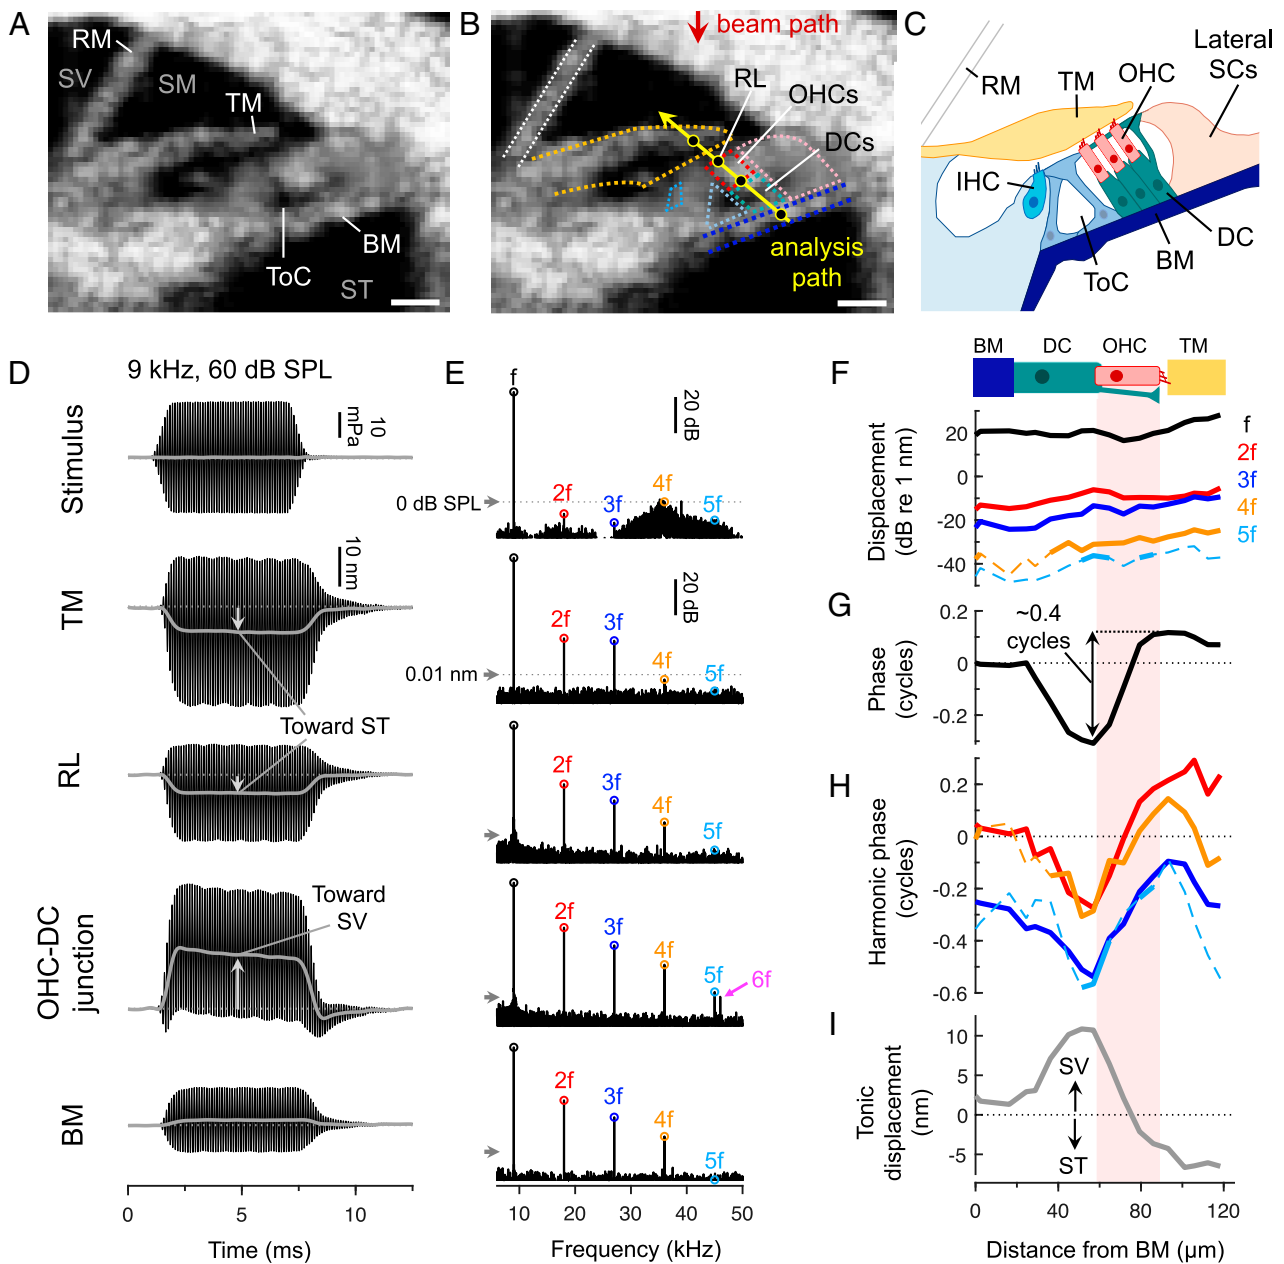 A
RM
SV
SM
TM
ToC
BM
ST
B
beam path
RL
OHCs
DCs
analysis
path
C
Lateral
SCs
RM
TM
OHC
IHC
ToC
BM
DC
D
9 kHz, 60 dB SPL
Stimulus
10
mPa
TM
10 nm
Toward ST
RL
OHC-DC
junction
Toward
SV
BM
0
5
10
Time (ms)
E
f
20 dB
0 dB SPL
2f
3f
4f
5f
20 dB
0.01 nm
2f
3f
4f
5f
2f
3f
4f
5f
2f
3f
4f
5f
6f
2f
3f
4f
5f
10
20
30
40
50
Frequency (kHz)
F
BM
DC
OHC
TM
Displacement
(dB re 1 nm)
20
0
-20
-40
f
2f
3f
4f
5f
G
Phase
(cycles)
0.2
0
-0.2
~0.4
cycles
H
Harmonic phase
(cycles)
0.2
0
-0.2
-0.4
-0.6
I
Tonic
displacement
(nm)
10
5
0
-5
SV
ST
0
40
80
120
Distance from BM (µm)